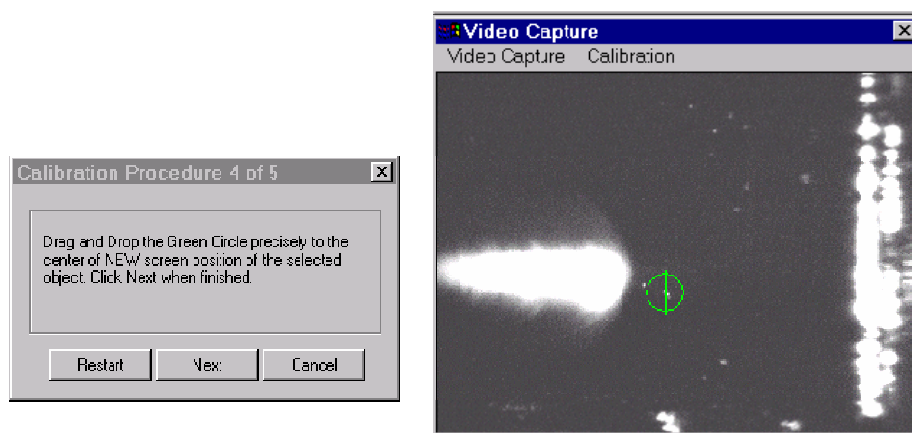 Video Capture
Video Capture Calibration
Calibration Procedure 4 of 5
Drag and Drop the Green Circle precisely to the
center of NEW screen position of the selected
object. Click Next when finished.
Restart Next Cancel